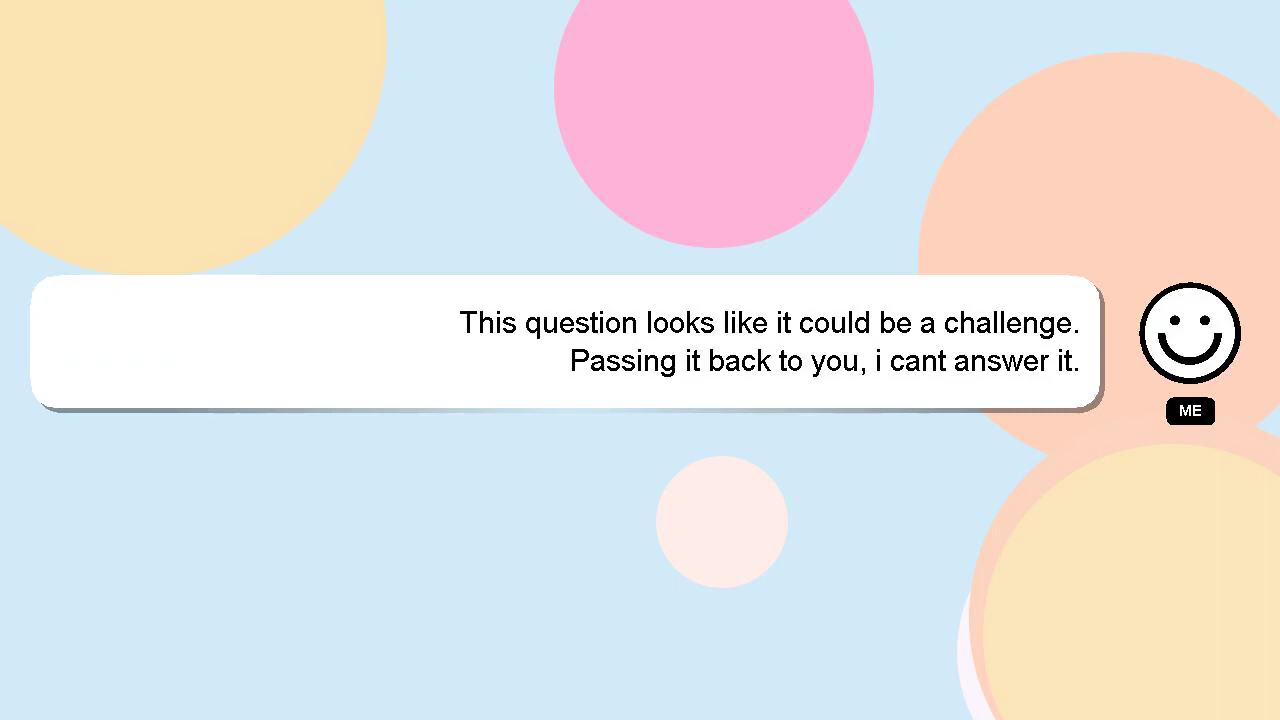 This question looks like it could be a challenge.
Passing it back to you, i cant answer it.
ME